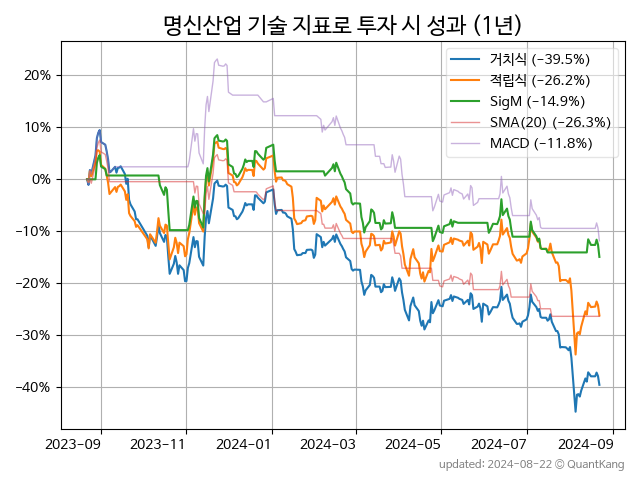 명신산업 기술 지표로 투자 시 성과 (1년)
거치식 (−39.5%)
적립식 (−26.2%)
SigM (−14.9%)
SMA(20) (−26.3%)
MACD (−11.8%)
20%
10%
0%
−10%
−20%
−30%
−40%
2023−09 2023−11 2024−01 2024−03 2024−05 2024−07 2024−09
updated: 2024−08−22 © QuantKang